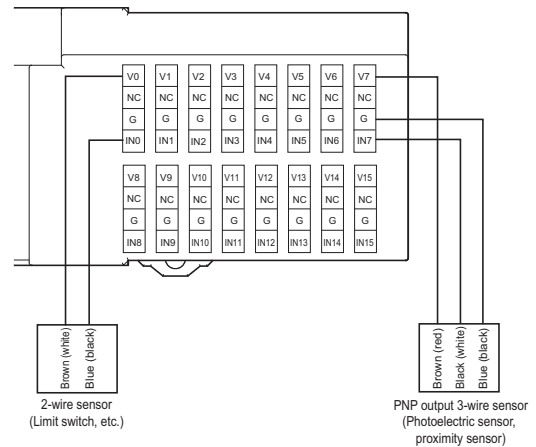 V0 V1 V2 V3 V4 V5 V6 V7
NC NC NC NC NC NC NC NC
G G G G G G G G
IN0 IN1 IN2 IN3 IN4 IN5 IN6 IN7
V8 V9 V10 V11 V12 V13 V14 V15
NC NC NC NC NC NC NC NC
G G G G G G G G
IN8 IN9 IN10 IN11 IN12 IN13 IN14 IN15
Brown (white)
Blue (black)
2-wire sensor
(Limit switch, etc.)
Brown (red)
Black (white)
Blue (black)
PNP output 3-wire sensor
(Photoelectric sensor,
proximity sensor)